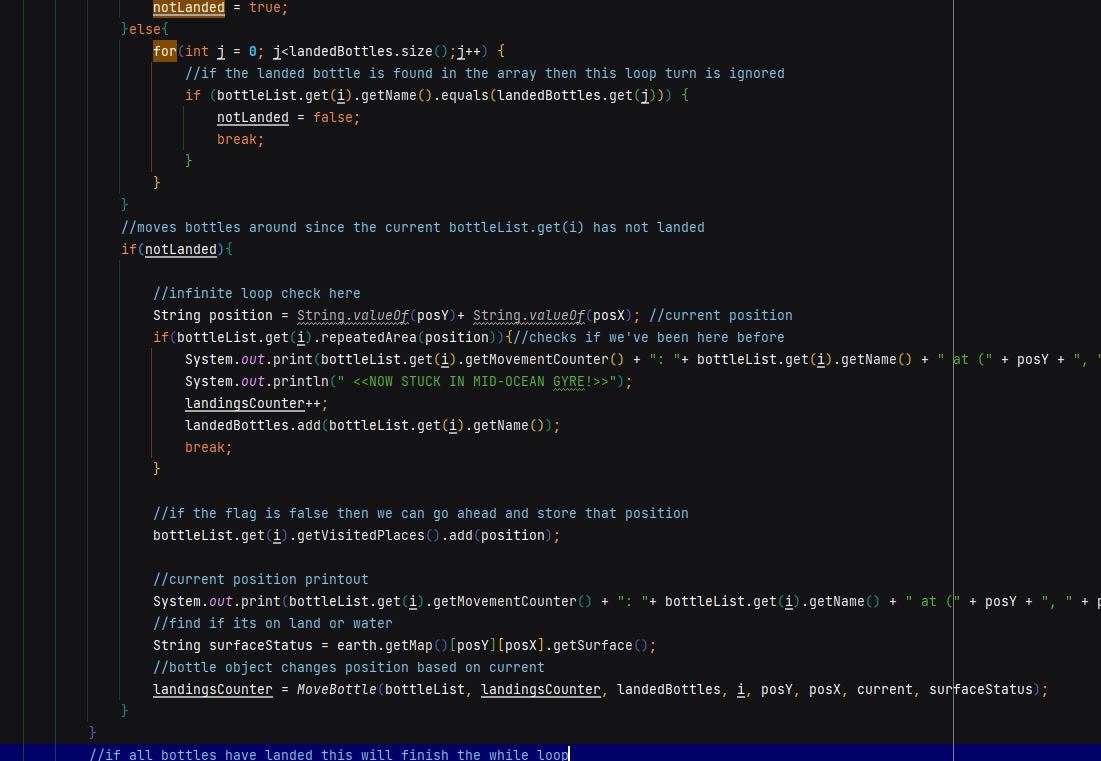 notLanded = true;
}else{
for(int j = 0; j<landedBottles.size();j++) {
//if the landed bottle is found in the array then this loop turn is ignored
if (bottleList.get(i).getName().equals(landedBottles.get(j))) {
notLanded = false;
break;
}
}
}
//moves bottles around since the current bottleList.get(i) has not landed
if(notLanded){
//infinite loop check here
String position = String.valueOf(posY)+ String.valueOf(posX); //current position
if(bottleList.get(i).repeatedArea(position)){//checks if we've been here before
System.out.print(bottleList.get(i).getMovementCounter() + ": "+ bottleList.get(i).getName() + " at (" + posY + ", "
System.out.println(" <<NOW STUCK IN MID-OCEAN GYRE!>>");
landingsCounter++;
landedBottles.add(bottleList.get(i).getName());
break;
}
//if the flag is false then we can go ahead and store that position
bottleList.get(i).getVisitedPlaces().add(position);
//current position printout
System.out.print(bottleList.get(i).getMovementCounter() + ": "+ bottleList.get(i).getName() + " at (" + posY + ", " + p
//find if its on land or water
String surfaceStatus = earth.getMap()[posY][posX].getSurface();
//bottle object changes position based on current
landingsCounter = MoveBottle(bottleList, landingsCounter, landedBottles, i, posY, posX, current, surfaceStatus);
}
}
//if all bottles have landed this will finish the while loop